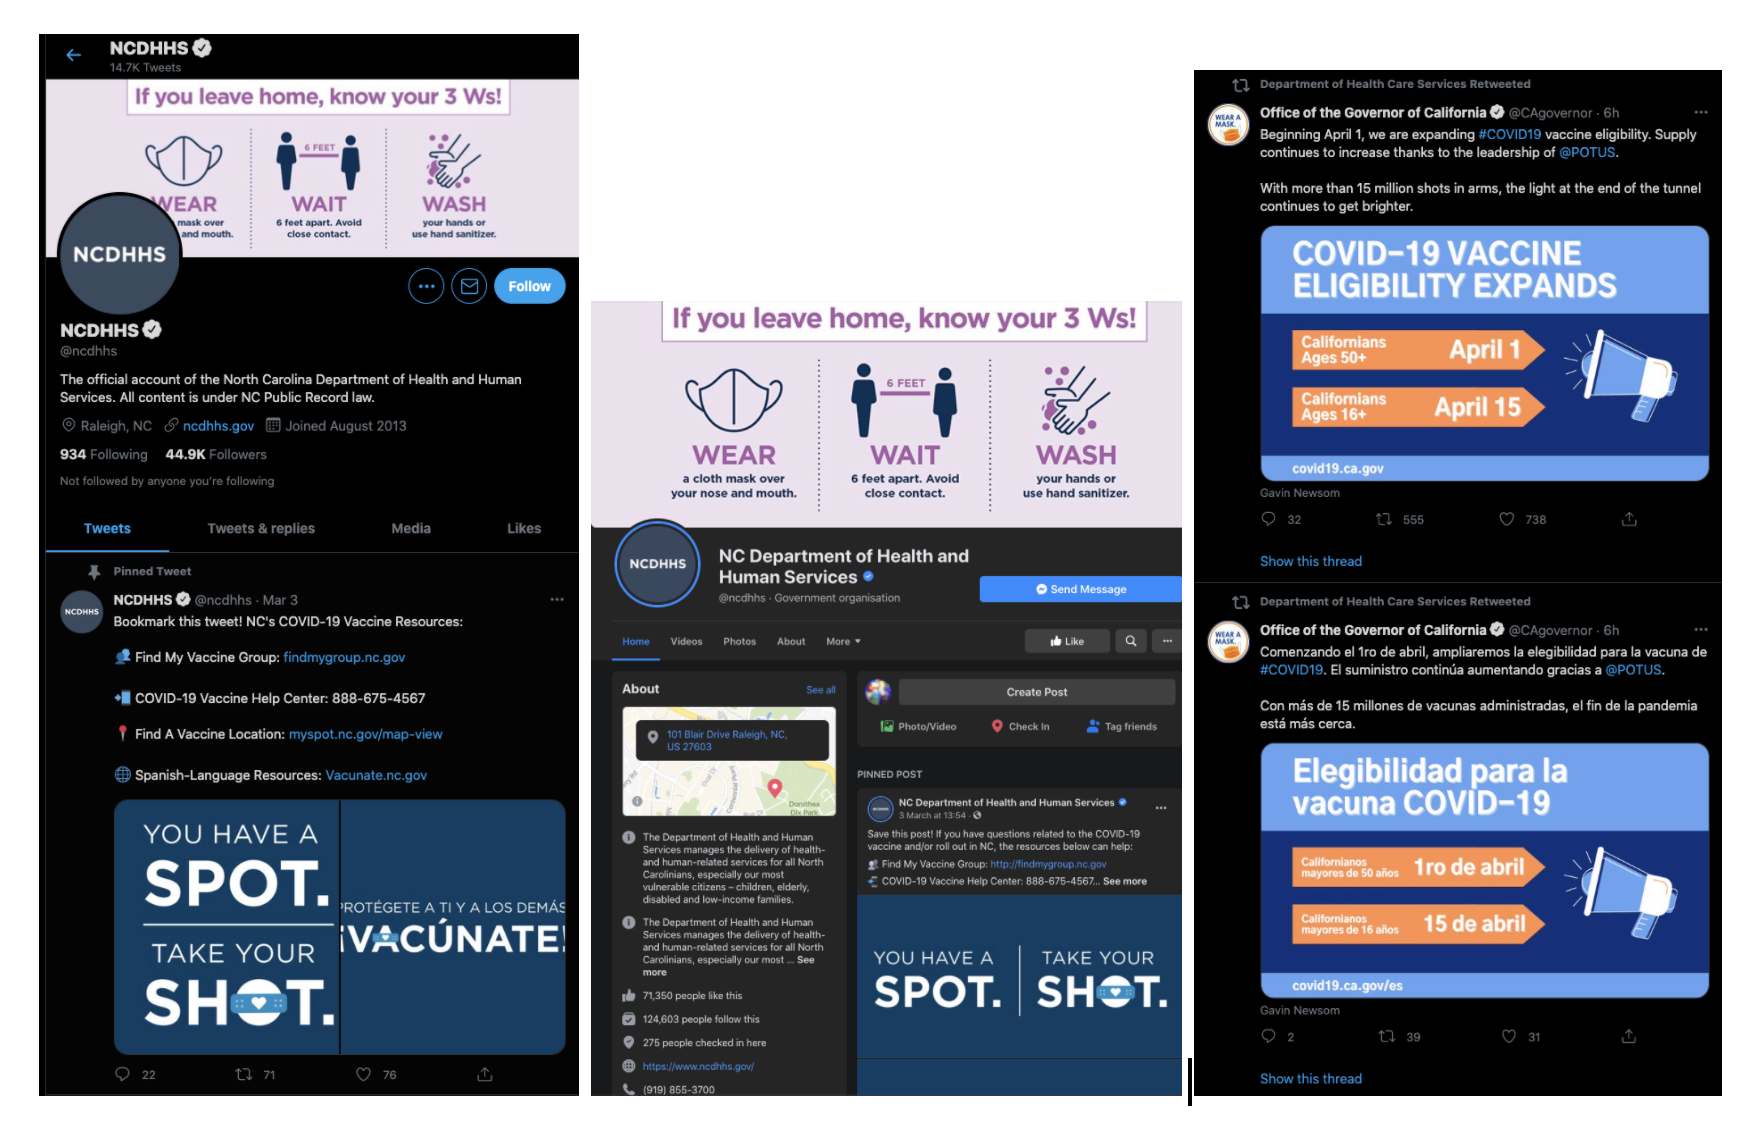 NCDHHS
14.7K Tweets
If you leave home, know your 3 Ws!
6 FEET
WEAR
mask over
and mouth.
WAIT
6 feet apart. Avoid
close contact.
WASH
your hands or
use hand sanitizer.
NCDHHS
Follow
NCDHHS
@ncdhhs
The official account of the North Carolina Department of Health and Human
Services. All content is under NC Public Record law.
Raleigh, NC ncdhhs.gov Joined August 2013
934 Following 44.9K Followers
Not followed by anyone you're following
Tweets Tweets & replies Media Likes
Pinned Tweet
NCDHHS
NCDHHS @ncdhhs · Mar 3
Bookmark this tweet! NC's COVID-19 Vaccine Resources:
Find My Vaccine Group: findmygroup.nc.gov
COVID-19 Vaccine Help Center: 888-675-4567
Find A Vaccine Location: myspot.nc.gov/map-view
Spanish-Language Resources: Vacunate.nc.gov
YOU HAVE A
SPOT.
TAKE YOUR
SHOT.
PROTÉGETE A TI Y A LOS DEMÁS
¡VACÚNATE!
22 71 76
If you leave home, know your 3 Ws!
6 FEET
WEAR
a cloth mask over
your nose and mouth.
WAIT
6 feet apart. Avoid
close contact.
WASH
your hands or
use hand sanitizer.
NCDHHS
NC Department of Health and
Human Services
@ncdhhs · Government organisation
Send Message
Home Videos Photos About More
Like
About
See all
101 Blair Drive Raleigh, NC,
US 27603
Dorothea
Dix Park
The Department of Health and Human
Services manages the delivery of health-
and human-related services for all North
Carolinians, especially our most
vulnerable citizens – children, elderly,
disabled and low-income families.
The Department of Health and Human
Services manages the delivery of health-
and human-related services for all North
Carolinians, especially our most ... See
more
71,350 people like this
124,603 people follow this
275 people checked in here
https://www.ncdhhs.gov/
(919) 855-3700
Create Post
Photo/Video Check In Tag friends
PINNED POST
NC Department of Health and Human Services
3 March at 13:54 ·
Save this post! If you have questions related to the COVID-19
vaccine and/or roll out in NC, the resources below can help:
Find My Vaccine Group: http://findmygroup.nc.gov
COVID-19 Vaccine Help Center: 888-675-4567... See more
YOU HAVE A
SPOT.
TAKE YOUR
SHOT.
Department of Health Care Services Retweeted
WEAR A
MASK.
Office of the Governor of California @CAgovernor · 6h
Beginning April 1, we are expanding #COVID19 vaccine eligibility. Supply
continues to increase thanks to the leadership of @POTUS.
With more than 15 million shots in arms, the light at the end of the tunnel
continues to get brighter.
COVID-19 VACCINE
ELIGIBILITY EXPANDS
Californians
Ages 50+
April 1
Californians
Ages 16+
April 15
covid19.ca.gov
Gavin Newsom
32 555 738
Show this thread
Department of Health Care Services Retweeted
WEAR A
MASK.
Office of the Governor of California @CAgovernor · 6h
Comenzando el 1ro de abril, ampliaremos la elegibilidad para la vacuna de
#COVID19. El suministro continúa aumentando gracias a @POTUS.
Con más de 15 millones de vacunas administradas, el fin de la pandemia
está más cerca.
Elegibilidad para la
vacuna COVID-19
Californianos
mayores de 50 años
1ro de abril
Californianos
mayores de 16 años
15 de abril
covid19.ca.gov/es
Gavin Newsom
2 39 31
Show this thread